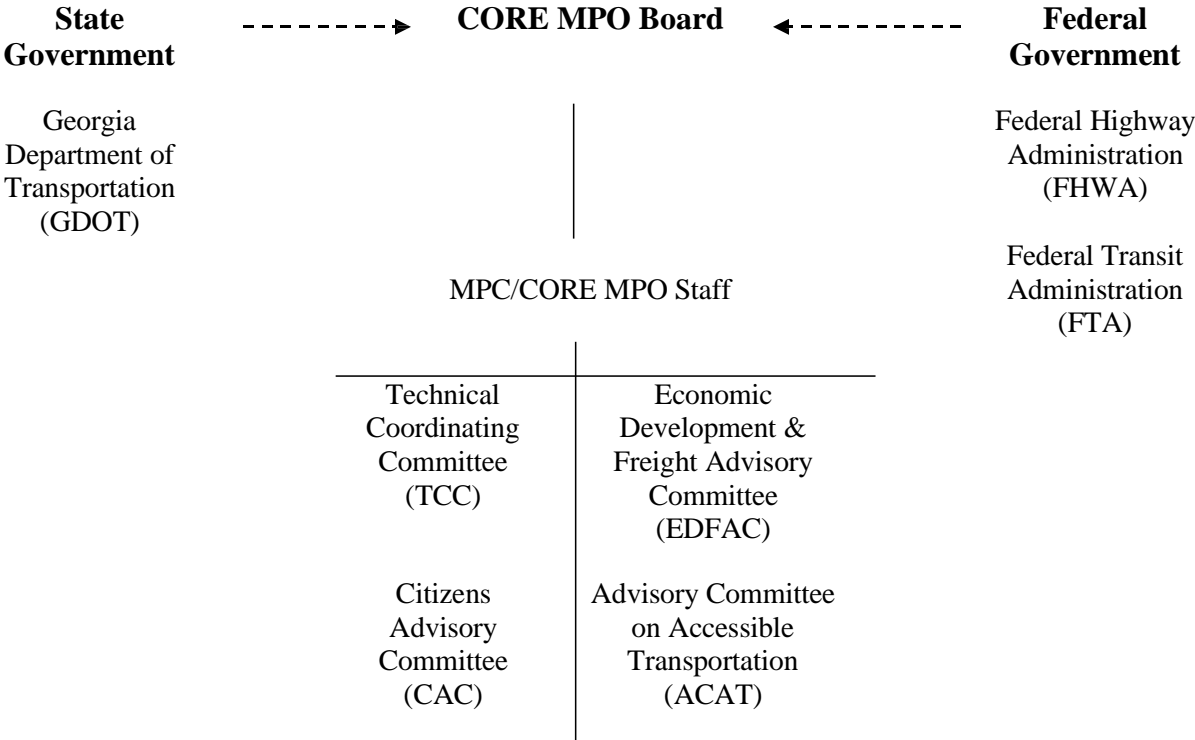 State
Government
CORE MPO Board
Federal
Government
Georgia
Department of
Transportation
(GDOT)
Federal Highway
Administration
(FHWA)
Federal Transit
Administration
(FTA)
MPC/CORE MPO Staff
Technical
Coordinating
Committee
(TCC)
Economic
Development &
Freight Advisory
Committee
(EDFAC)
Citizens
Advisory
Committee
(CAC)
Advisory Committee
on Accessible
Transportation
(ACAT)